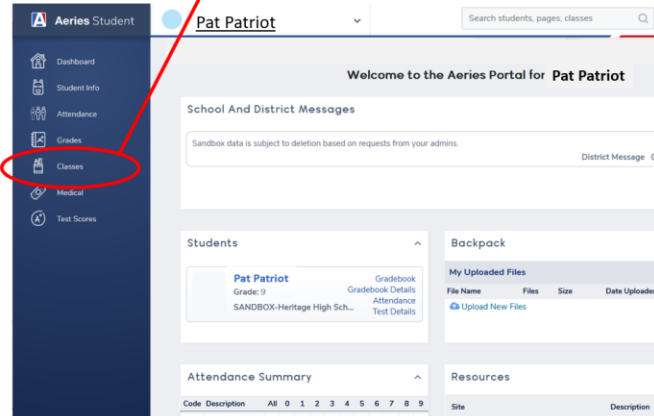 Aeries Student
Pat Patriot
Search students, pages, classes
Dashboard
Student Info
Attendance
Grades
Classes
Medical
Test Scores
Welcome to the Aeries Portal for Pat Patriot
School And District Messages
Sandbox data is subject to deletion based on requests from your admins.
District Message
Students
Pat Patriot
Grade: 9
SANDBOX-Heritage High Sch...
Gradebook
Gradebook Details
Attendance
Test Details
Backpack
My Uploaded Files
File Name Files Size Date Uploaded
Upload New Files
Attendance Summary
Code Description All 0 1 2 3 4 5 6 7 8 9
Resources
Site Description